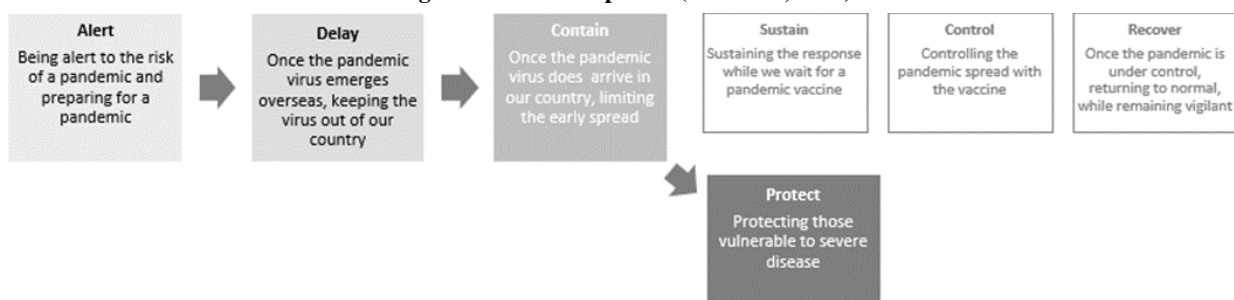 Alert
Being alert to the risk
of a pandemic and
preparing for a
pandemic
Delay
Once the pandemic
virus emerges
overseas, keeping the
virus out of our
country
Contain
Once the pandemic
virus does arrive in
our country, limiting
the early spread
Sustain
Sustaining the response
while we wait for a
pandemic vaccine
Control
Controlling the
pandemic spread with
the vaccine
Recover
Once the pandemic is
under control,
returning to normal,
while remaining vigilant
Protect
Protecting those
vulnerable to severe
disease